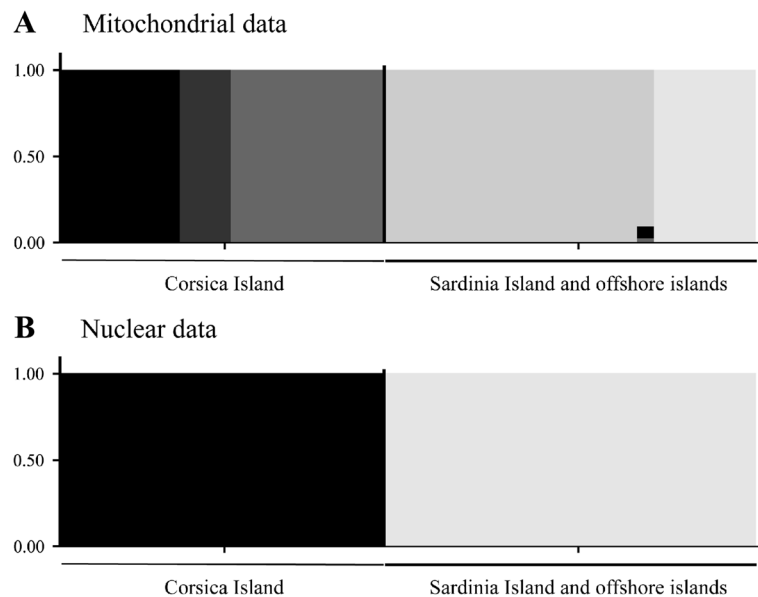 A Mitochondrial data
1.00
0.50
0.00
Corsica Island Sardinia Island and offshore islands
B Nuclear data
1.00
0.50
0.00
Corsica Island Sardinia Island and offshore islands